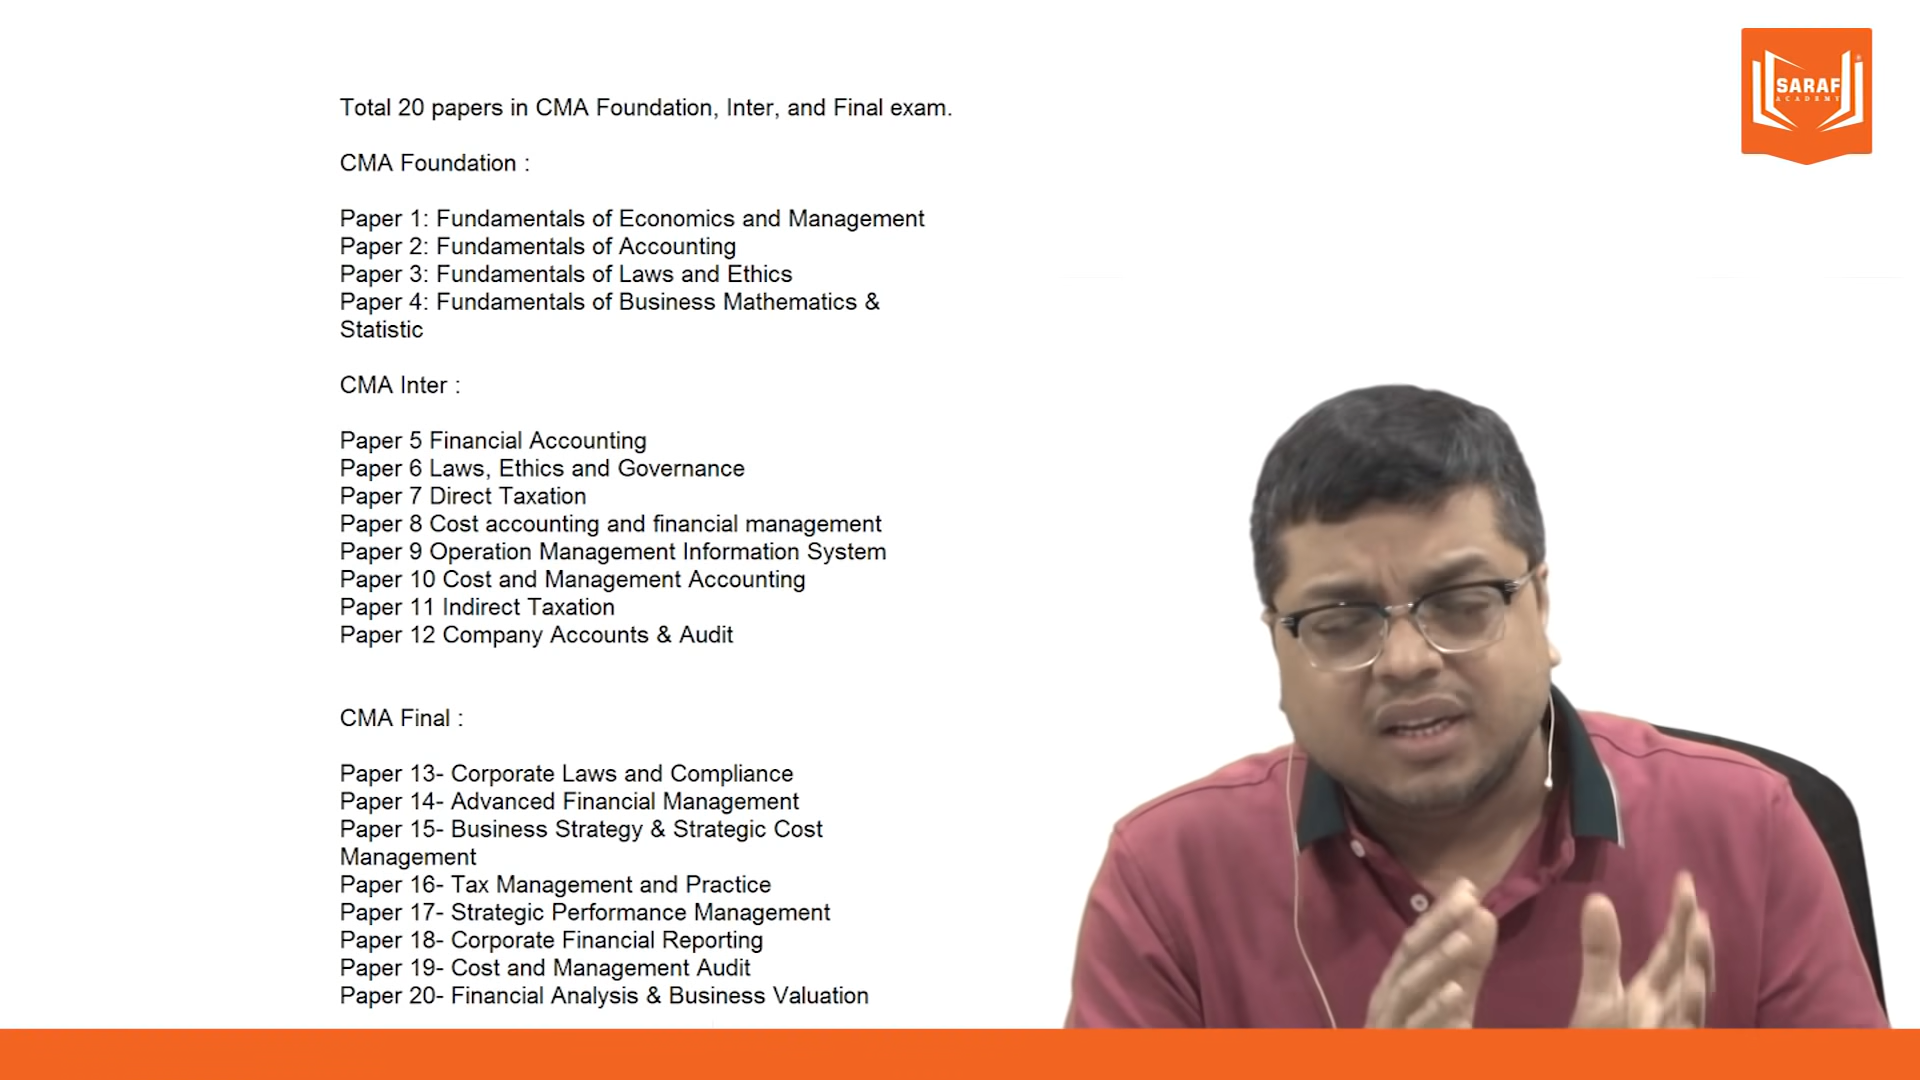 SARAF
ACADEMY
Total 20 papers in CMA Foundation, Inter, and Final exam.
CMA Foundation :
Paper 1: Fundamentals of Economics and Management
Paper 2: Fundamentals of Accounting
Paper 3: Fundamentals of Laws and Ethics
Paper 4: Fundamentals of Business Mathematics &
Statistic
CMA Inter :
Paper 5 Financial Accounting
Paper 6 Laws, Ethics and Governance
Paper 7 Direct Taxation
Paper 8 Cost accounting and financial management
Paper 9 Operation Management Information System
Paper 10 Cost and Management Accounting
Paper 11 Indirect Taxation
Paper 12 Company Accounts & Audit
CMA Final :
Paper 13- Corporate Laws and Compliance
Paper 14- Advanced Financial Management
Paper 15- Business Strategy & Strategic Cost
Management
Paper 16- Tax Management and Practice
Paper 17- Strategic Performance Management
Paper 18- Corporate Financial Reporting
Paper 19- Cost and Management Audit
Paper 20- Financial Analysis & Business Valuation